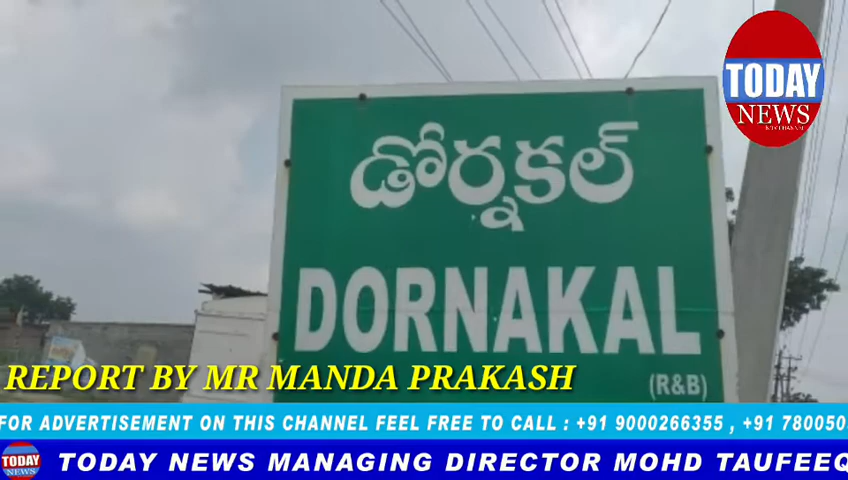 TODAY
NEWS
డోర్నకల్
DORNAKAL
(R&B)
REPORT BY MR MANDA PRAKASH
FOR ADVERTISEMENT ON THIS CHANNEL FEEL FREE TO CALL : +91 9000266355 , +91 780050
TODAY
NEWS
TODAY NEWS MANAGING DIRECTOR MOHD TAUFEEQ